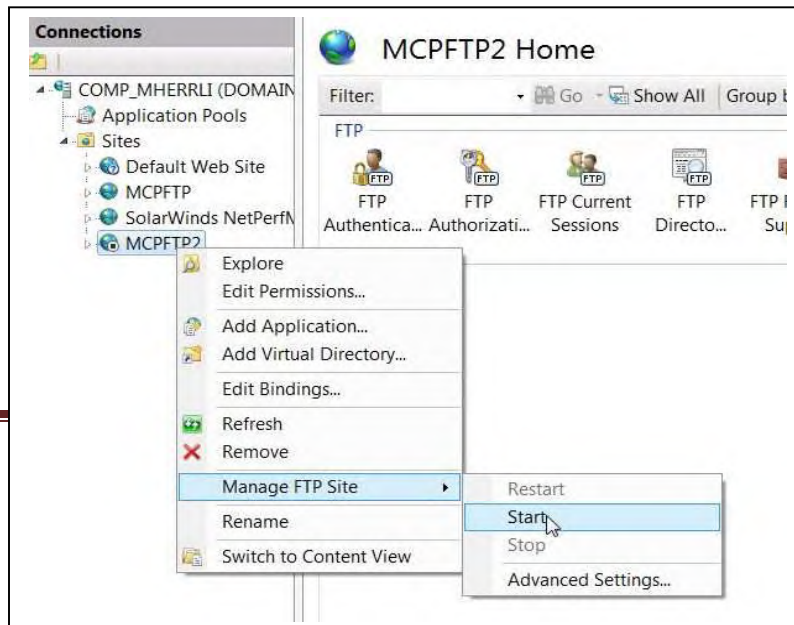 Connections
MCPFTP2 Home
COMP_MHERRLI (DOMAIN
Filter:
Go
Show All
Group b
Application Pools
FTP
Sites
Default Web Site
MCPFTP
SolarWinds NetPerfM
MCPFTP2
FTP
FTP
FTP
FTP
FTP Authentica...
FTP Authorizati...
FTP Current Sessions
FTP Directo...
FTP F
Su
Explore
Edit Permissions...
Add Application...
Add Virtual Directory...
Edit Bindings...
Refresh
Remove
Manage FTP Site
Rename
Switch to Content View
Restart
Start
Stop
Advanced Settings...